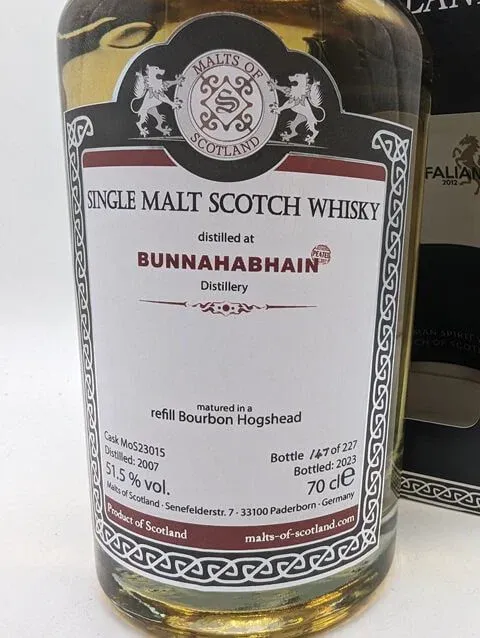 MALTS OF
S
SCOTLAND
SINGLE MALT SCOTCH WHISKY
distilled at
BUNNAHABHAIN
PEATED
Distillery
matured in a
refill Bourbon Hogshead
Cask MoS23015
Distilled: 2007
51.5 % vol.
Bottle 147 of 227
Bottled: 2023
70 cl e
Malts of Scotland · Senefelderstr. 7 · 33100 Paderborn · Germany
Product of Scotland
malts-of-scotland.com
2012